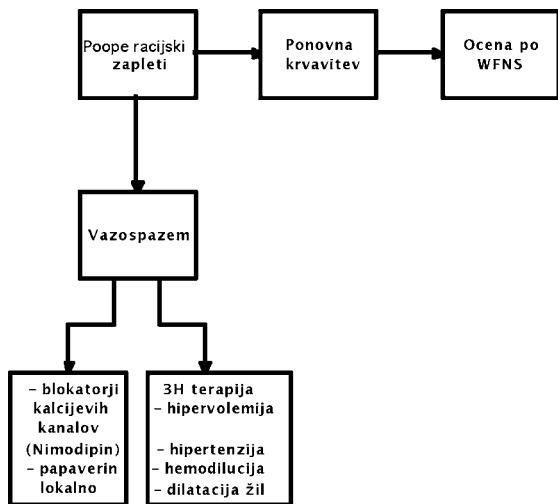 Poope racijski
zapleti
Ponovna
krvavitev
Ocena po
WFNS
Vazospazem
– blokatorji
kalcijevih
kanalov
(Nimodipin)
– papaverin
lokalno
3H terapija
– hipervolemija
– hipertenzija
– hemodilucija
– dilatacija žil